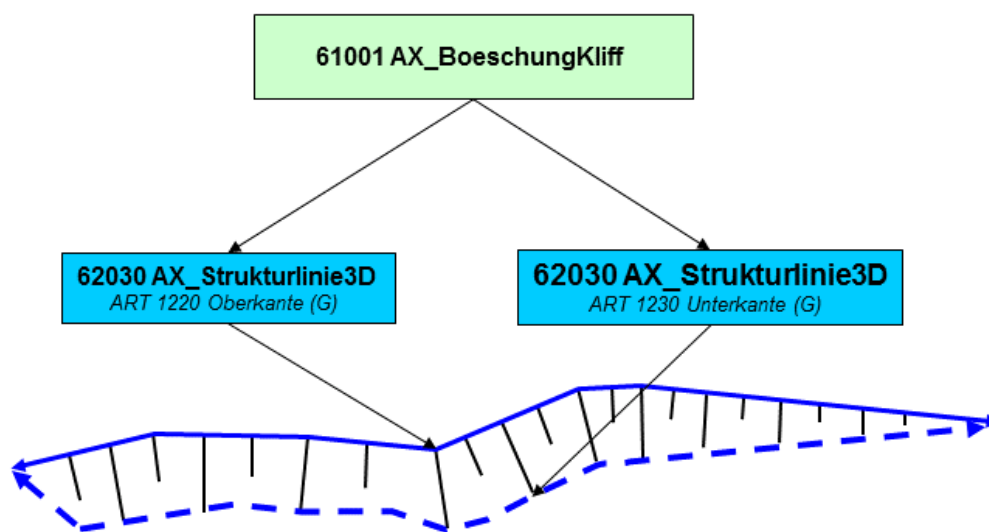 61001 AX_BoeschungKliff
62030 AX_Strukturlinie3D
ART 1220 Oberkante (G)
62030 AX_Strukturlinie3D
ART 1230 Unterkante (G)